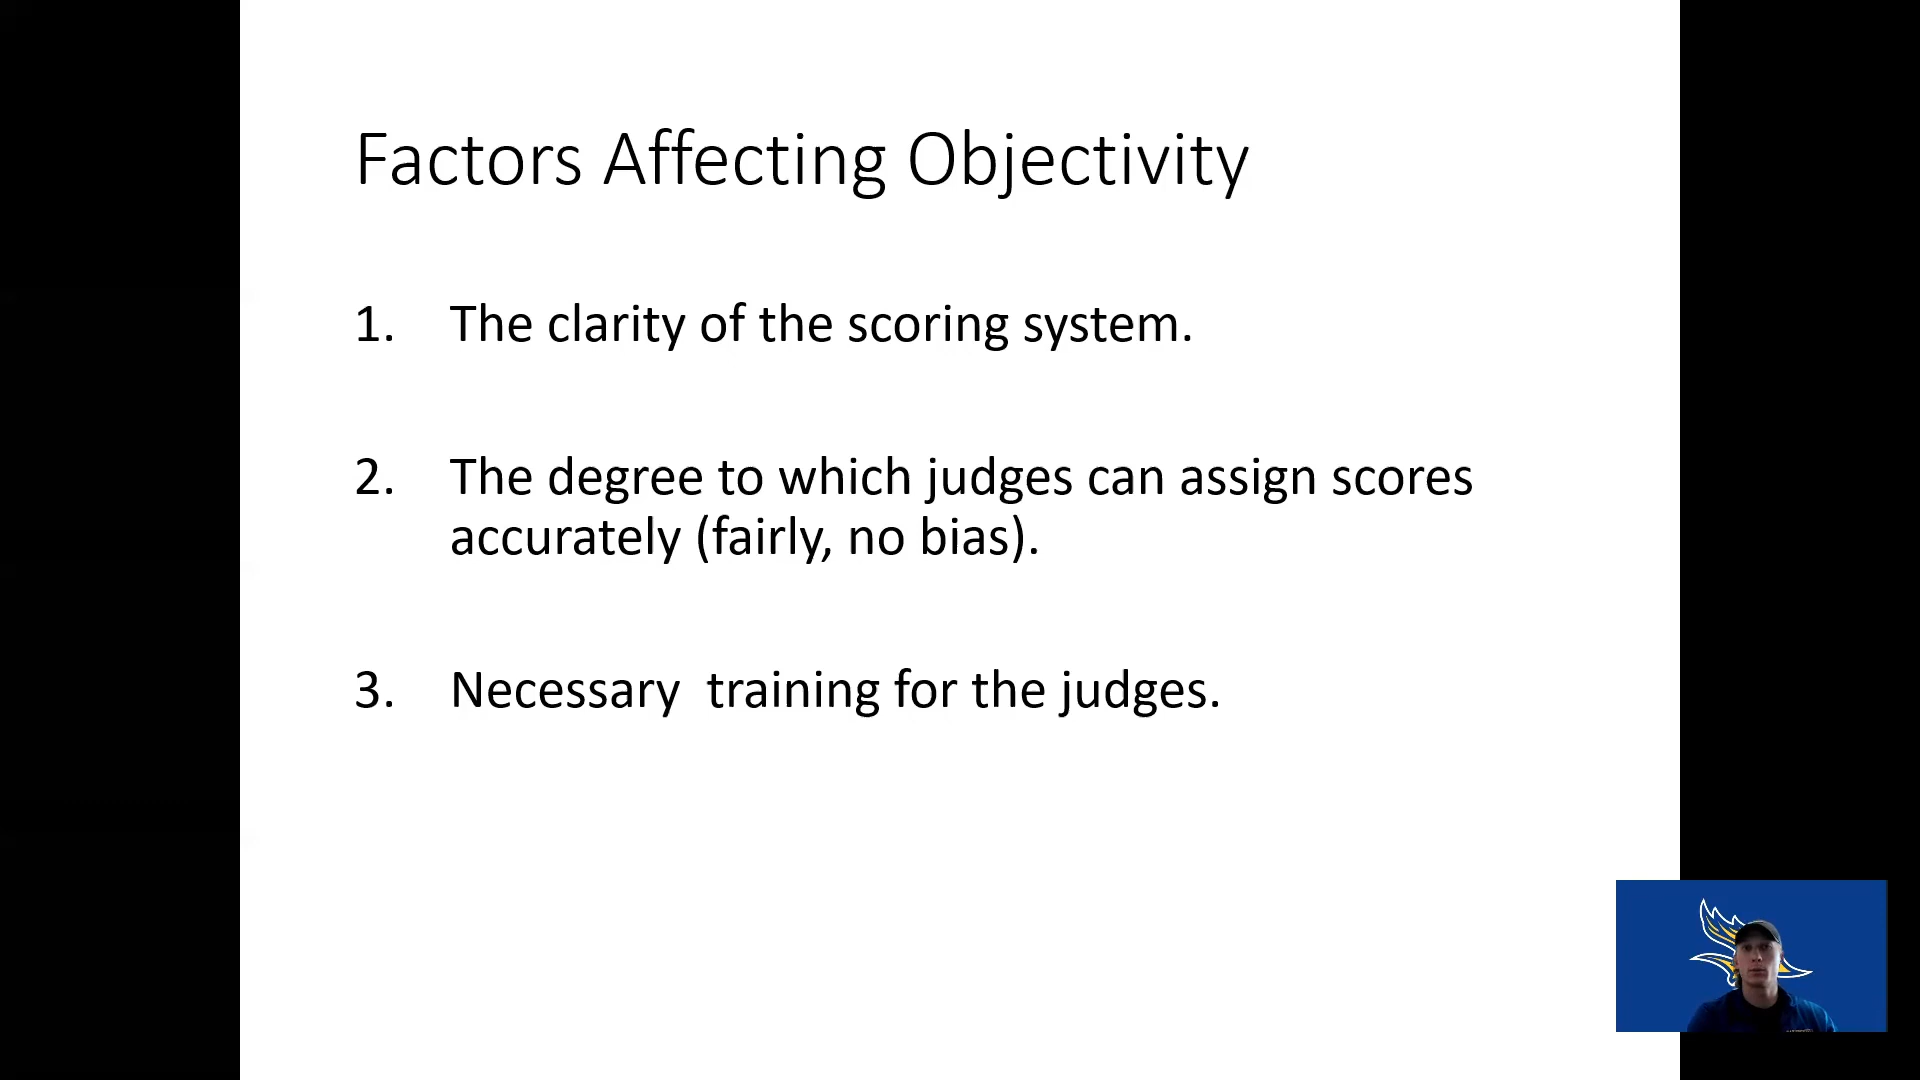 Factors Affecting Objectivity
1. The clarity of the scoring system.
2. The degree to which judges can assign scores
accurately (fairly, no bias).
3. Necessary  training for the judges.